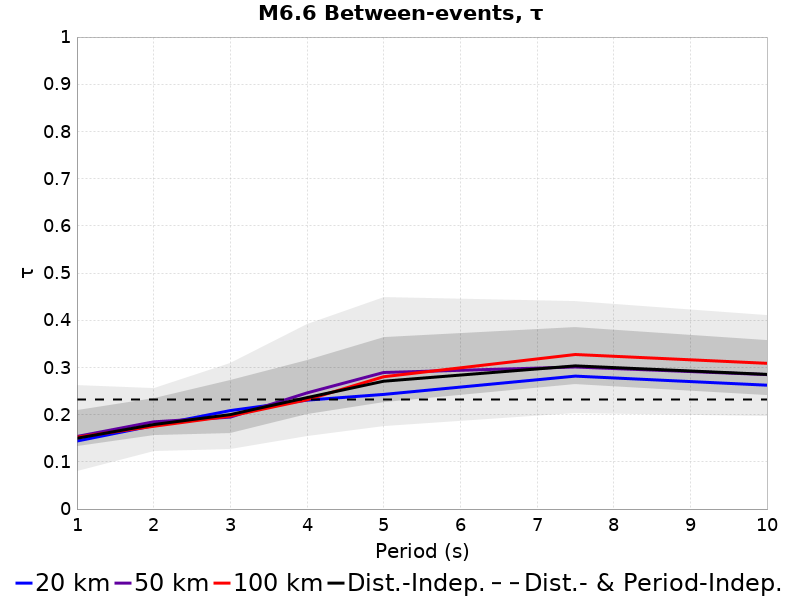 M6.6 Between-events, τ
1
0.9
0.8
0.7
0.6
0.5
0.4
0.3
0.2
0.1
0
τ
1 2 3 4 5 6 7 8 9 10
Period (s)
20 km 50 km 100 km Dist.-Indep. Dist.- & Period-Indep.